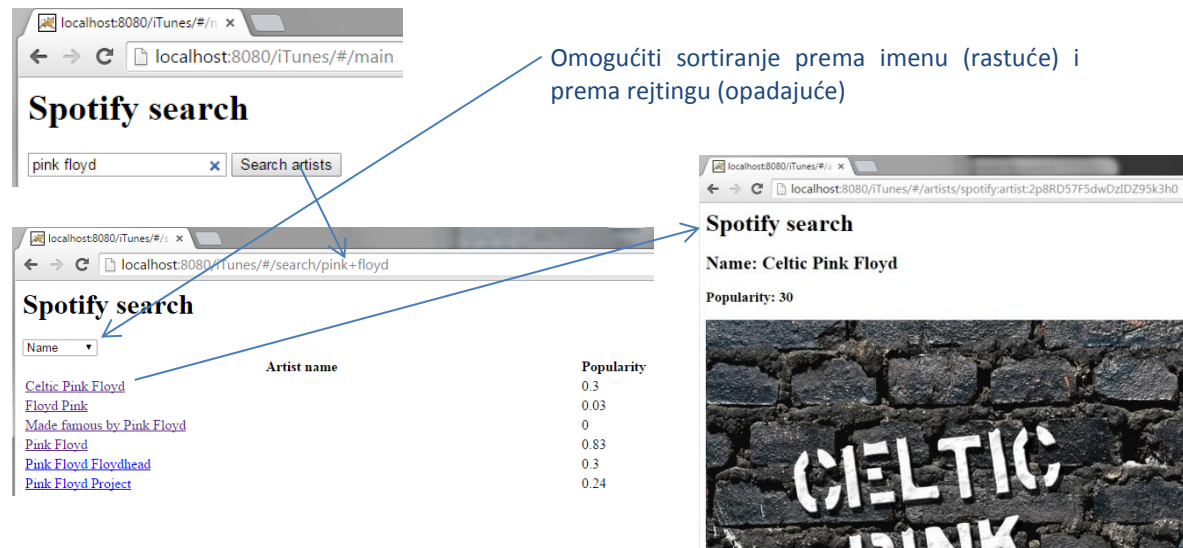 localhost:8080/iTunes/#/n
localhost:8080/iTunes/#/main
Spotify search
pink floyd
Search artists
Omogućiti sortiranje prema imenu (rastuće) i
prema rejtingu (opadajuće)
localhost:8080/iTunes/#/s
localhost:8080/iTunes/#/search/pink+floyd
Spotify search
Name
Artist name Popularity
Celtic Pink Floyd 0.3
Floyd Pink 0.03
Made famous by Pink Floyd 0
Pink Floyd 0.83
Pink Floyd Floydhead 0.3
Pink Floyd Project 0.24
localhost:8080/iTunes/#/a
localhost:8080/iTunes/#/artists/spotify:artist:2p8RD57F5dwDzIDZ95k3h0
Spotify search
Name: Celtic Pink Floyd
Popularity: 30
CELTIC
PINK